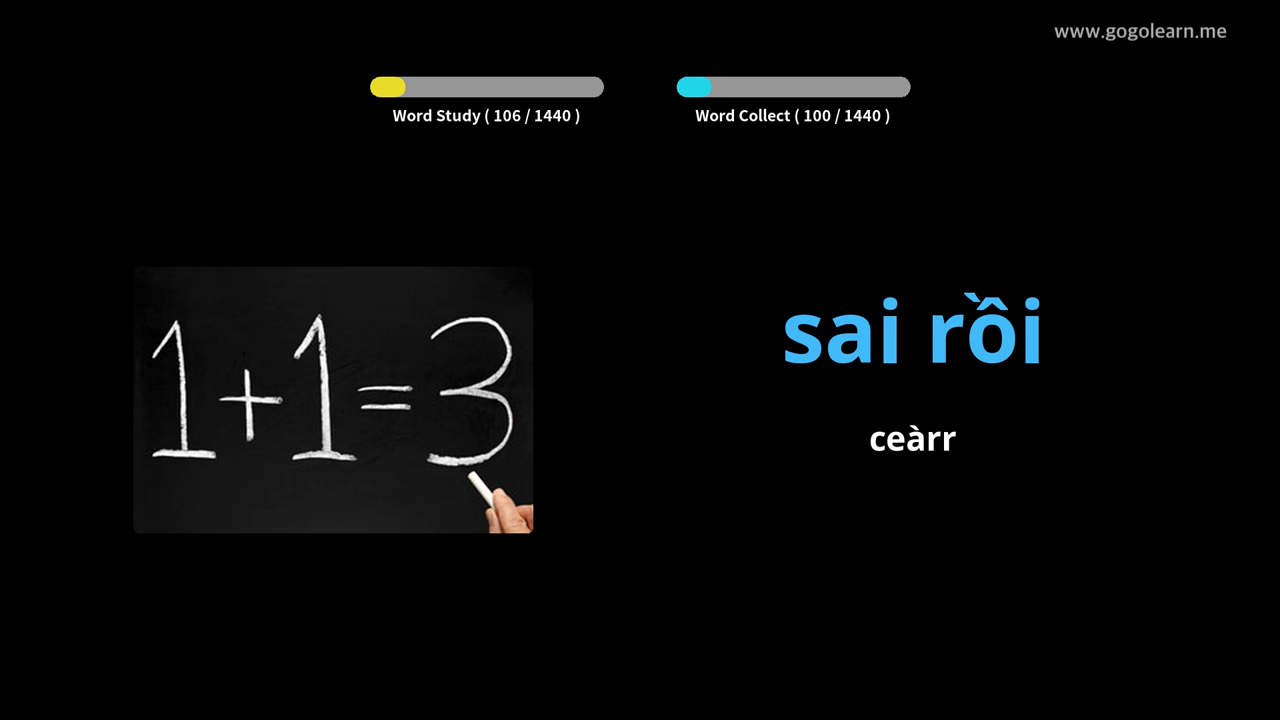 www.gogolearn.me
Word Study ( 106 / 1440 )
Word Collect ( 100 / 1440 )
1+1=3
sai rồi
ceàrr